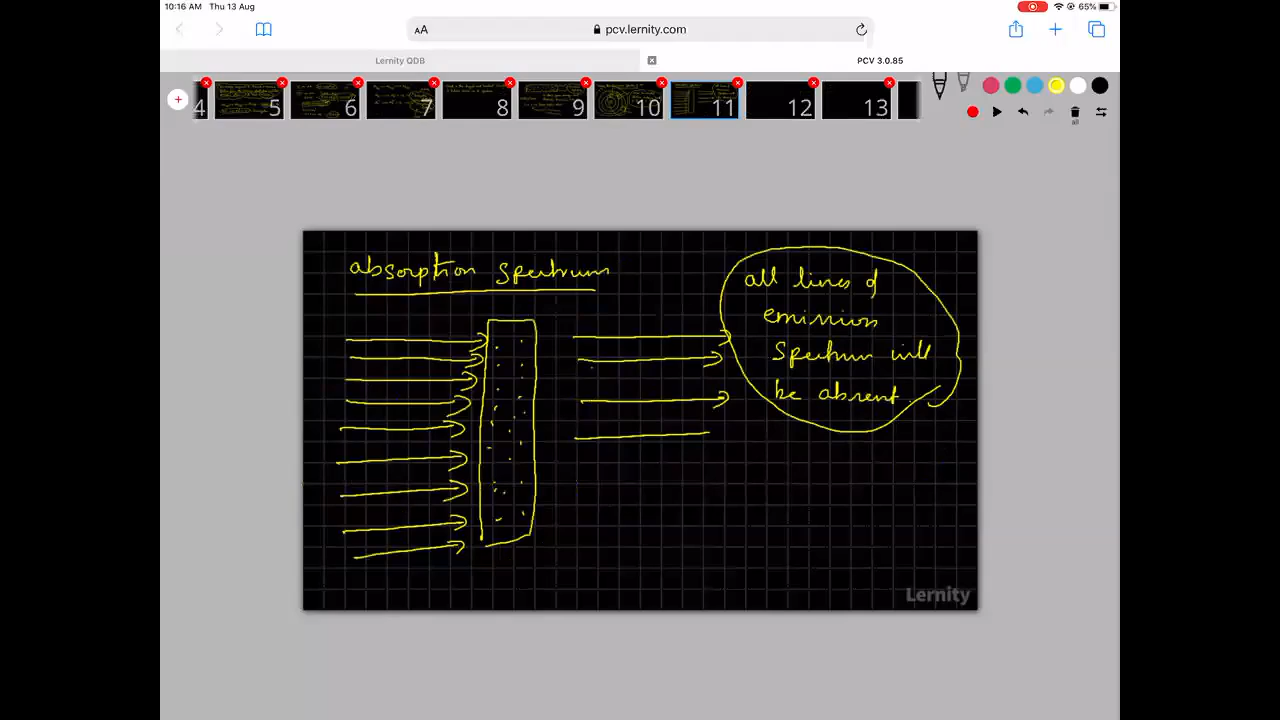 10:16 AM Thu 13 Aug
65%
AA
pcv.lernity.com
Lernity QDB
PCV 3.0.85
4 5 6 7 8 9 10 11 12 13
all
absorption spectrum
all lines of
emission
Spectrum will
be absent.
Lernity